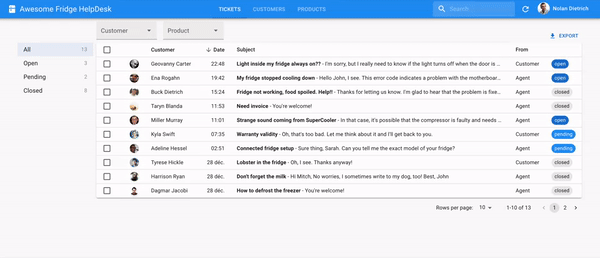 Awesome Fridge HelpDesk TICKETS CUSTOMERS PRODUCTS Search Nolan Dietrich
Customer Product
EXPORT
All 13
Open 3
Pending 2
Closed 8
Customer Date Subject From
Geovanny Carter 22:48 Light inside my fridge always on?? - I'm sorry, but I really need to know if the light turns off when the door is ... Customer open
Ena Rogahn 19:42 My fridge stopped cooling down - Hello John, I see. This error code indicates a problem with the motherboar... Agent open
Buck Dietrich 15:24 Fridge not working, food spoiled. Help!! - Thanks for letting us know. I'm glad to hear that the problem is fixe... Agent closed
Taryn Blanda 11:53 Need invoice - You're welcome! Agent closed
Miller Murray 11:01 Strange sound coming from SuperCooler - In that case, it's possible that the compressor is faulty and needs ... Agent open
Kyla Swift 07:35 Warranty validity - Oh, that's too bad. Let me think about it and I'll get back to you. Customer pending
Adeline Hessel 02:51 Connected fridge setup - Sure thing, Sarah. Can you tell me the exact model of your fridge? Agent pending
Tyrese Hickle 28 déc. Lobster in the fridge - Oh, I see. Thanks anyway! Customer closed
Harrison Ryan 28 déc. Don't forget the milk - Hi Mitch, No worries, I sometimes write to my dog, too! Best, John Agent closed
Dagmar Jacobi 28 déc. How to defrost the freezer - You're welcome! Agent closed
Rows per page: 10 1-10 of 13 1 2